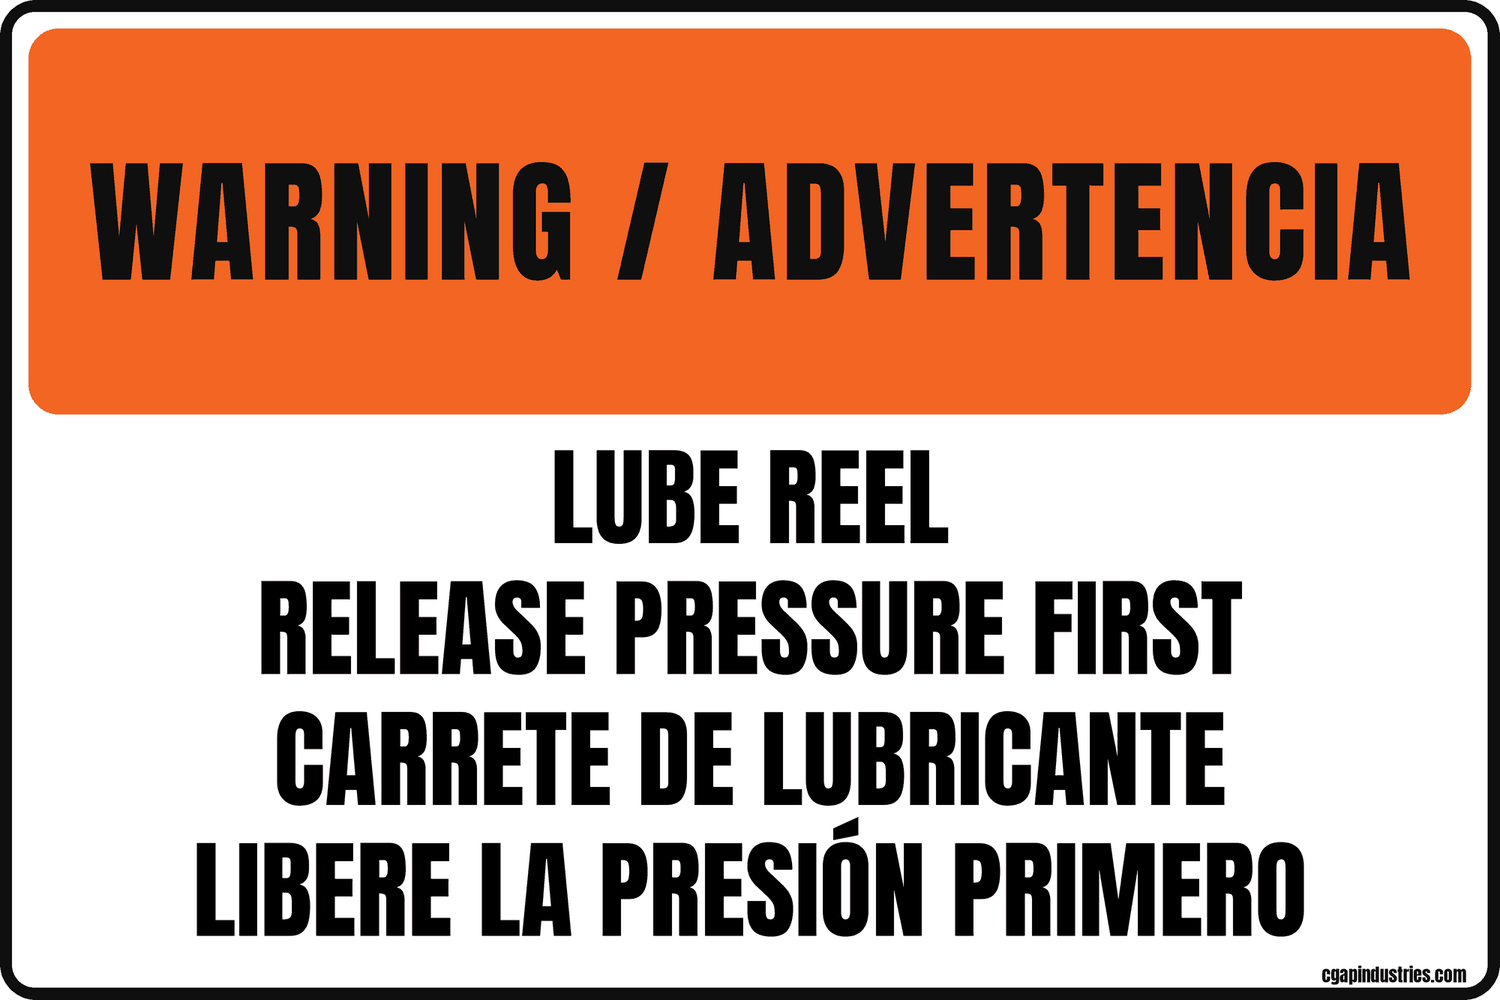 WARNING / ADVERTENCIA
LUBE REEL
RELEASE PRESSURE FIRST
CARRETE DE LUBRICANTE
LIBERE LA PRESIÓN PRIMERO
cgapindustries.com